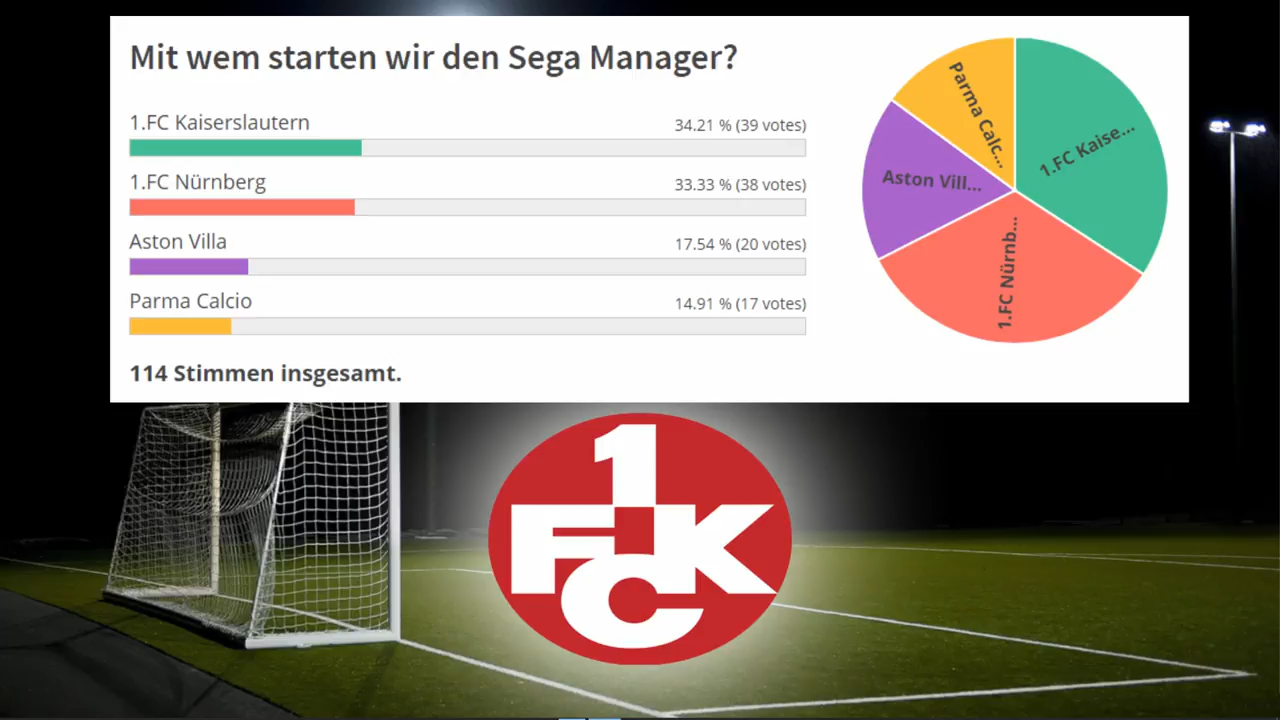 Mit wem starten wir den Sega Manager?
1.FC Kaiserslautern
34.21 % (39 votes)
1.FC Nürnberg
33.33 % (38 votes)
Aston Villa
17.54 % (20 votes)
Parma Calcio
14.91 % (17 votes)
114 Stimmen insgesamt.
Parma Calc...
1.FC Kaise...
Aston Vill...
1.FC Nürnb...
1
FCK